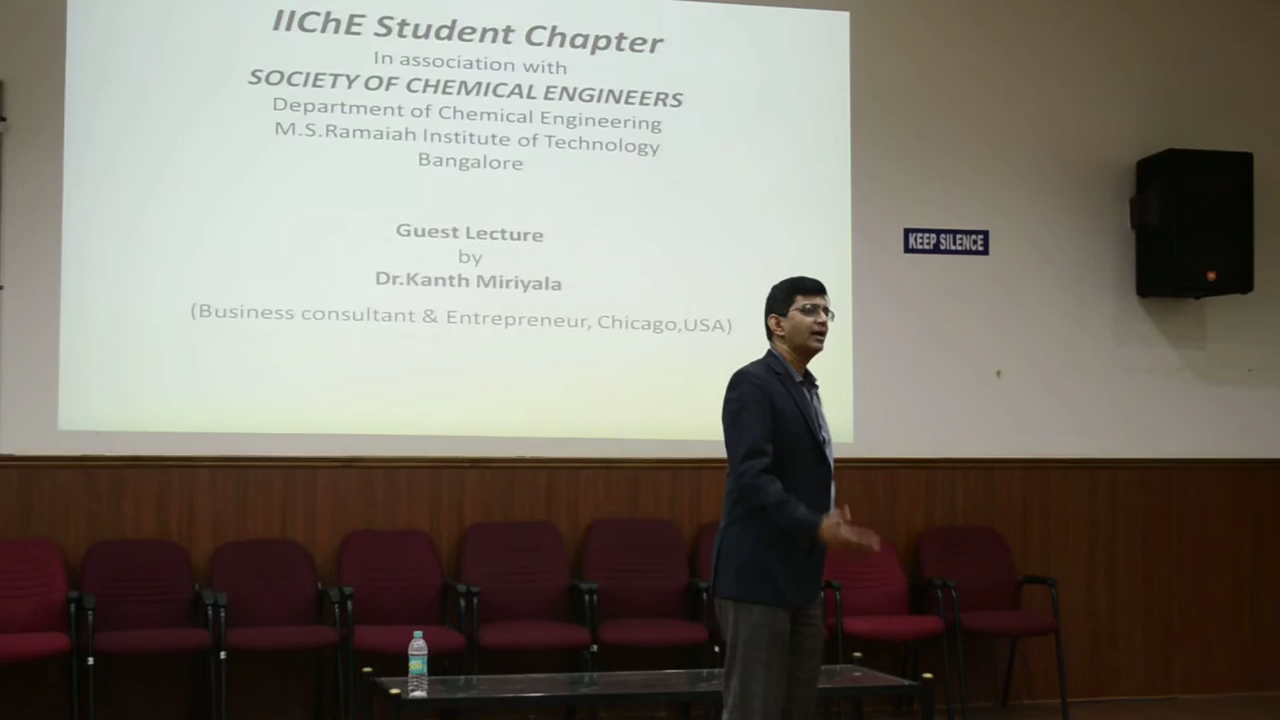 IIChE Student Chapter
In association with
SOCIETY OF CHEMICAL ENGINEERS
Department of Chemical Engineering
M.S.Ramaiah Institute of Technology
Bangalore
Guest Lecture
by
Dr.Kanth Miriyala
(Business consultant & Entrepreneur, Chicago,USA)
KEEP SILENCE